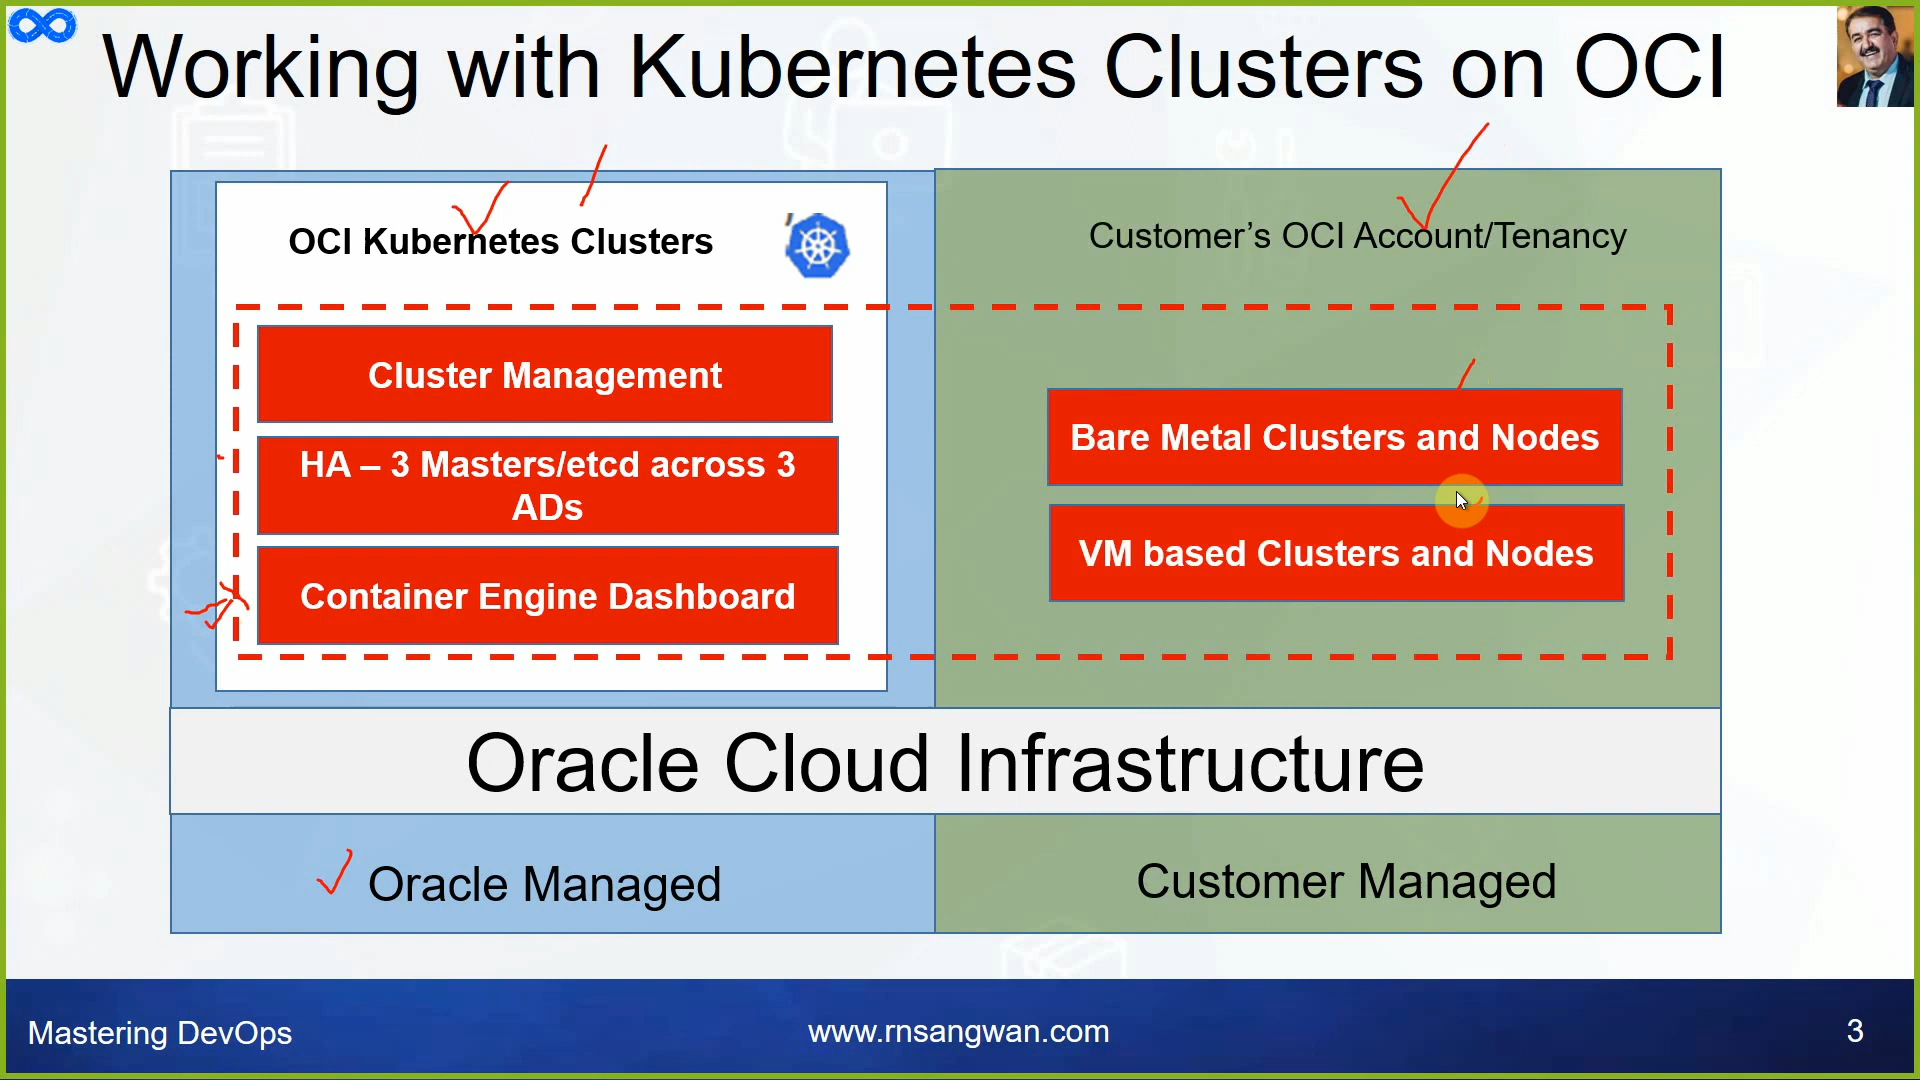 Working with Kubernetes Clusters on OCI
OCI Kubernetes Clusters
Customer's OCI Account/Tenancy
Cluster Management
HA – 3 Masters/etcd across 3
ADs
Container Engine Dashboard
Bare Metal Clusters and Nodes
VM based Clusters and Nodes
Oracle Cloud Infrastructure
Oracle Managed
Customer Managed
Mastering DevOps
www.rnsangwan.com
3